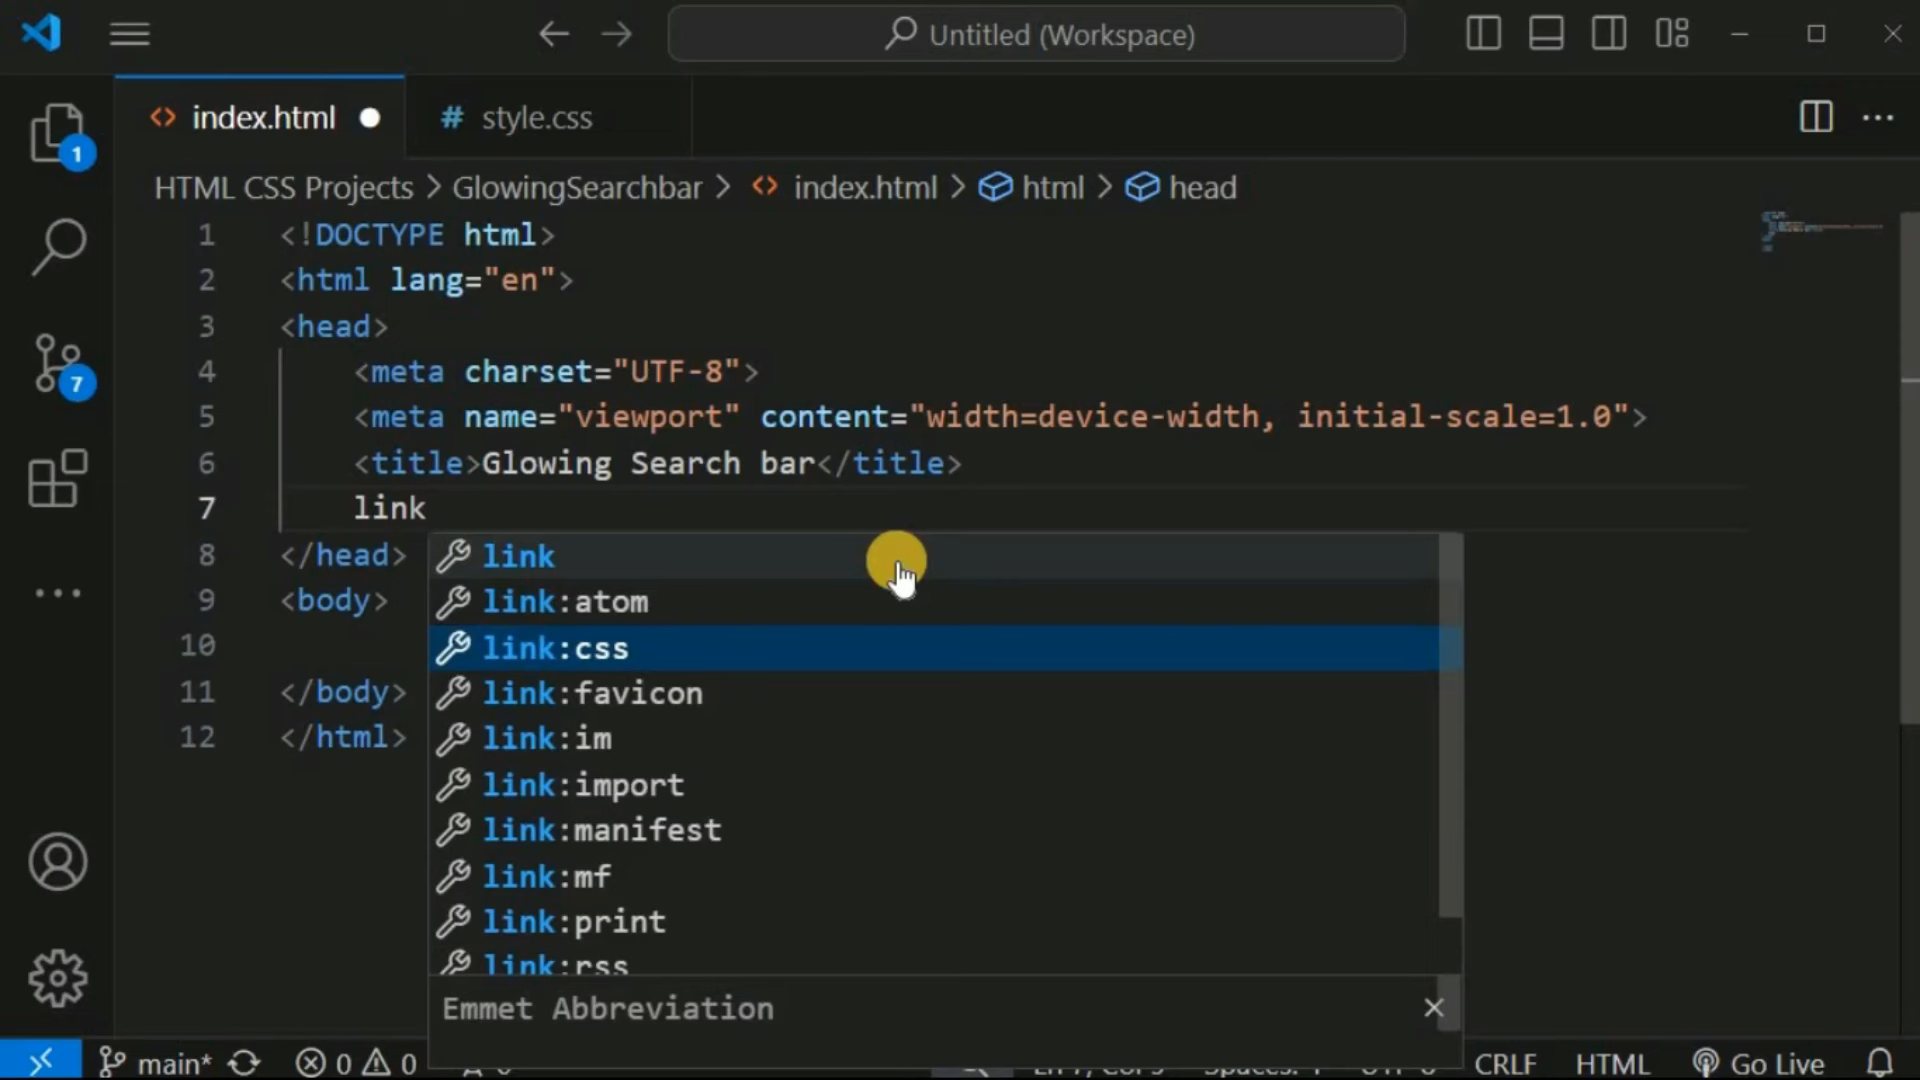 Untitled (Workspace)
index.html
# style.css
1
HTML CSS Projects > GlowingSearchbar > <> index.html > html > head
1 <!DOCTYPE html>
2 <html lang="en">
3 <head>
4 <meta charset="UTF-8">
5 <meta name="viewport" content="width=device-width, initial-scale=1.0">
6 <title>Glowing Search bar</title>
7 link
7
8 </head>
9 <body>
10
11 </body>
12 </html>
link
link:atom
link:css
link:favicon
link:im
link:import
link:manifest
link:mf
link:print
link:rss
Emmet Abbreviation
main* 0 0 CRLF HTML Go Live